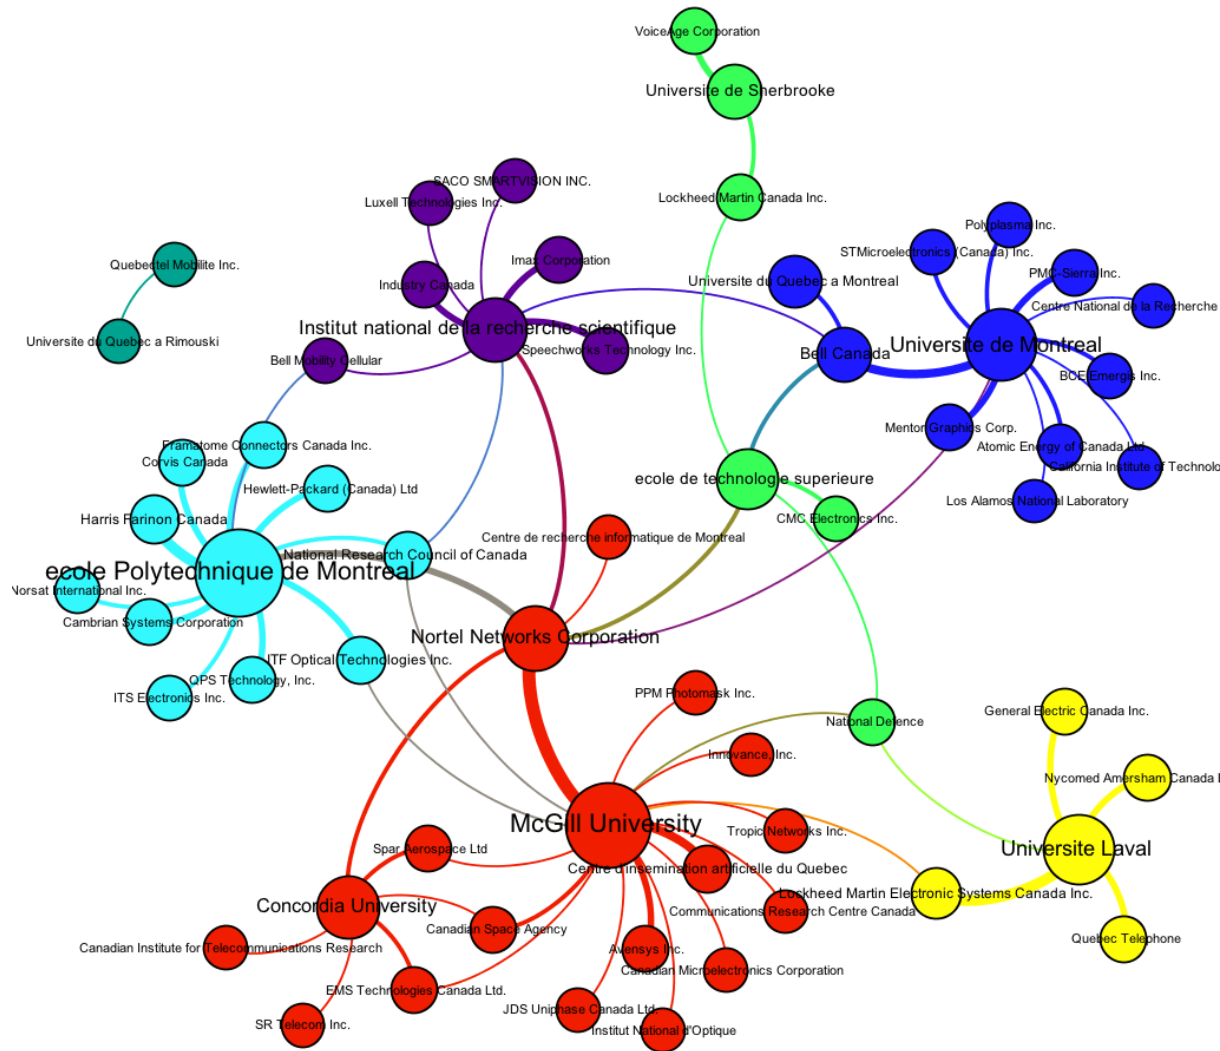 VoiceAge Corporation
Universite de Sherbrooke
SACO SMARTVISION INC.
Luxell Technologies Inc.
Lockheed Martin Canada Inc.
Polyplasma Inc.
STMicroelectronics (Canada) Inc.
Quebectel Mobilite Inc.
Imax Corporation
PMC-Sierra Inc.
Industry Canada
Universite du Quebec a Montreal
Centre National de la Recherche
Institut national de la recherche scientifique
Universite du Quebec a Rimouski
Speechworks Technology Inc.
Universite de Montreal
Bell Mobility Cellular
Bell Canada
BCE Emergis Inc.
Mentor Graphics Corp.
Framatome Connectors Canada Inc.
Atomic Energy of Canada Ltd
Corvis Canada
California Institute of Technolo
ecole de technologie superieure
Hewlett-Packard (Canada) Ltd
Los Alamos National Laboratory
Harris Farinon Canada
CMC Electronics Inc.
Centre de recherche informatique de Montreal
National Research Council of Canada
ecole Polytechnique de Montreal
Norsat International Inc.
Cambrian Systems Corporation
Nortel Networks Corporation
ITF Optical Technologies Inc.
QPS Technology, Inc.
ITS Electronics Inc.
PPM Photomask Inc.
General Electric Canada Inc.
National Defence
Innovance, Inc.
Nycomed Amersham Canada
McGill University
Tropic Networks Inc.
Spar Aerospace Ltd
Universite Laval
Centre d'insemination artificielle du Quebec
Lockheed Martin Electronic Systems Canada Inc.
Concordia University
Communications Research Centre Canada
Canadian Space Agency
Quebec Telephone
Canadian Institute for Telecommunications Research
Avensys Inc.
Canadian Microelectronics Corporation
EMS Technologies Canada Ltd.
JDS Uniphase Canada Ltd.
SR Telecom Inc.
Institut National d'Optique